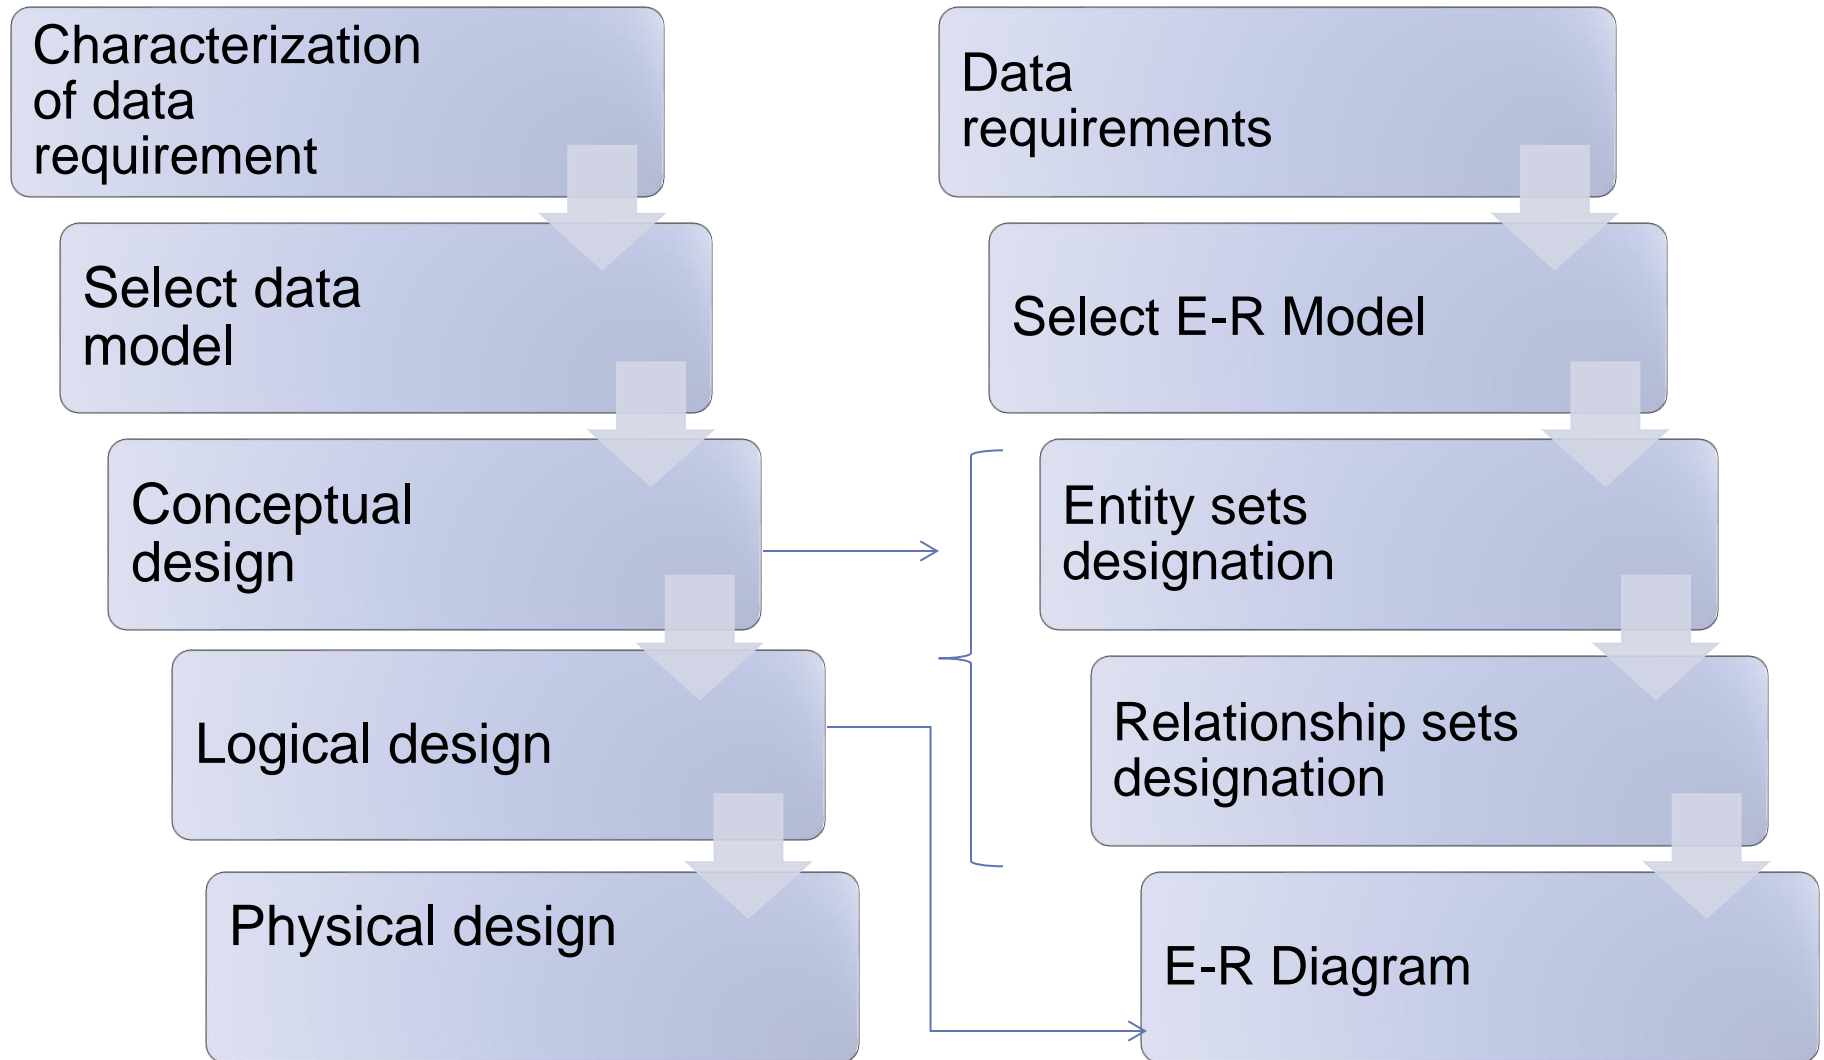 Characterization
of data
requirement
Select data
model
Conceptual
design
Logical design
Physical design
Data
requirements
Select E-R Model
Entity sets
designation
Relationship sets
designation
E-R Diagram